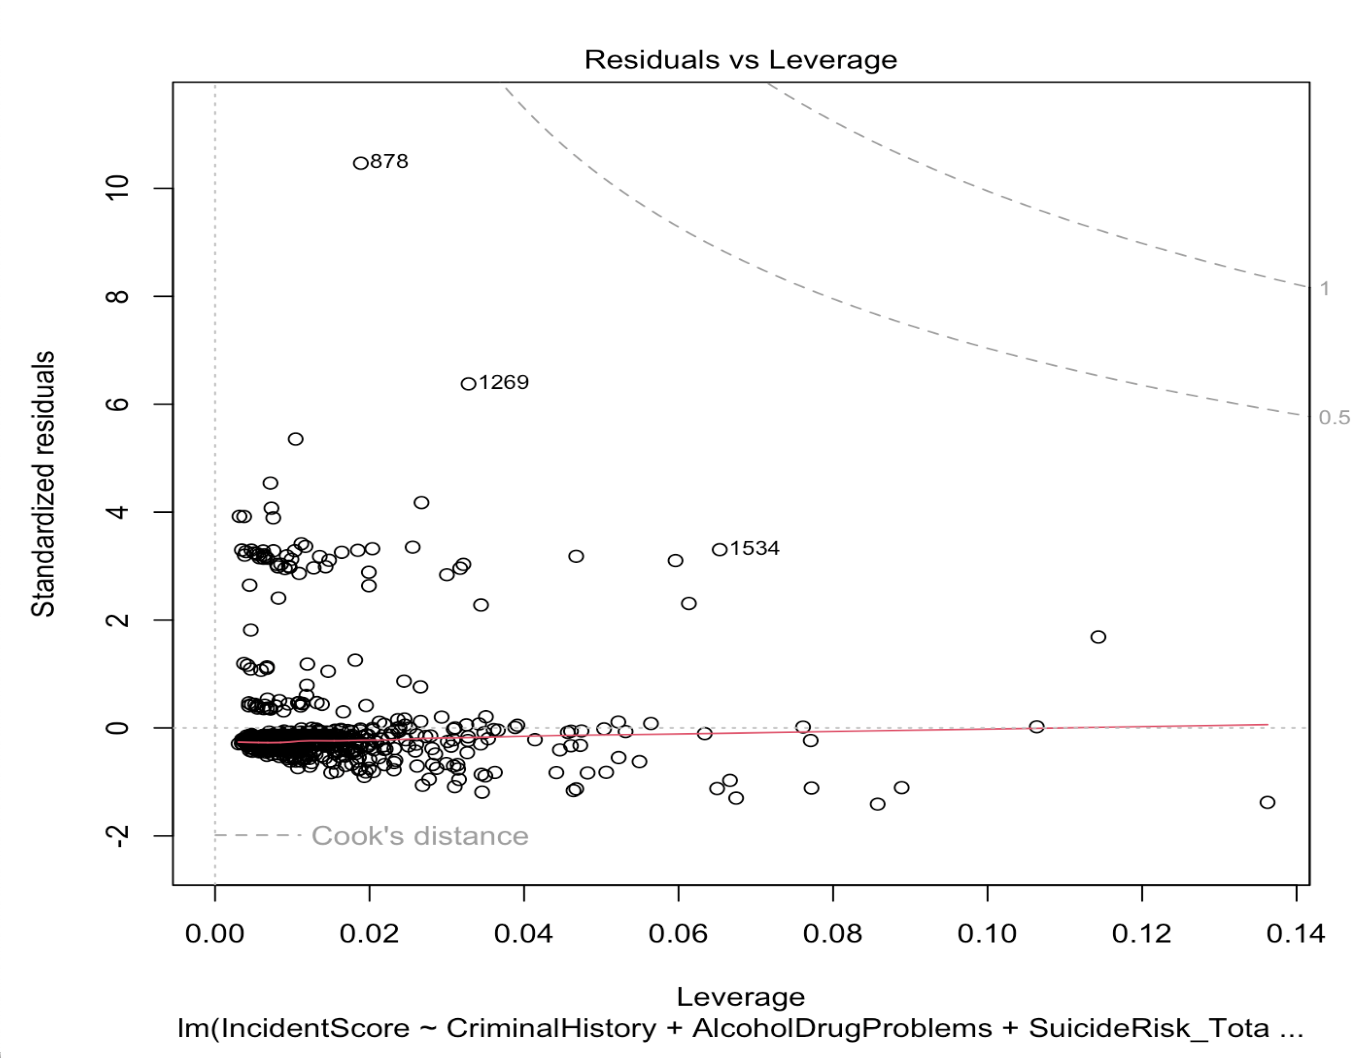 Residuals vs Leverage
878
1269
1534
1
0.5
10
8
6
4
2
0
-2
Standardized residuals
Cook's distance
0.00 0.02 0.04 0.06 0.08 0.10 0.12 0.14
Leverage
lm(IncidentScore ~ CriminalHistory + AlcoholDrugProblems + SuicideRisk_Tota ...